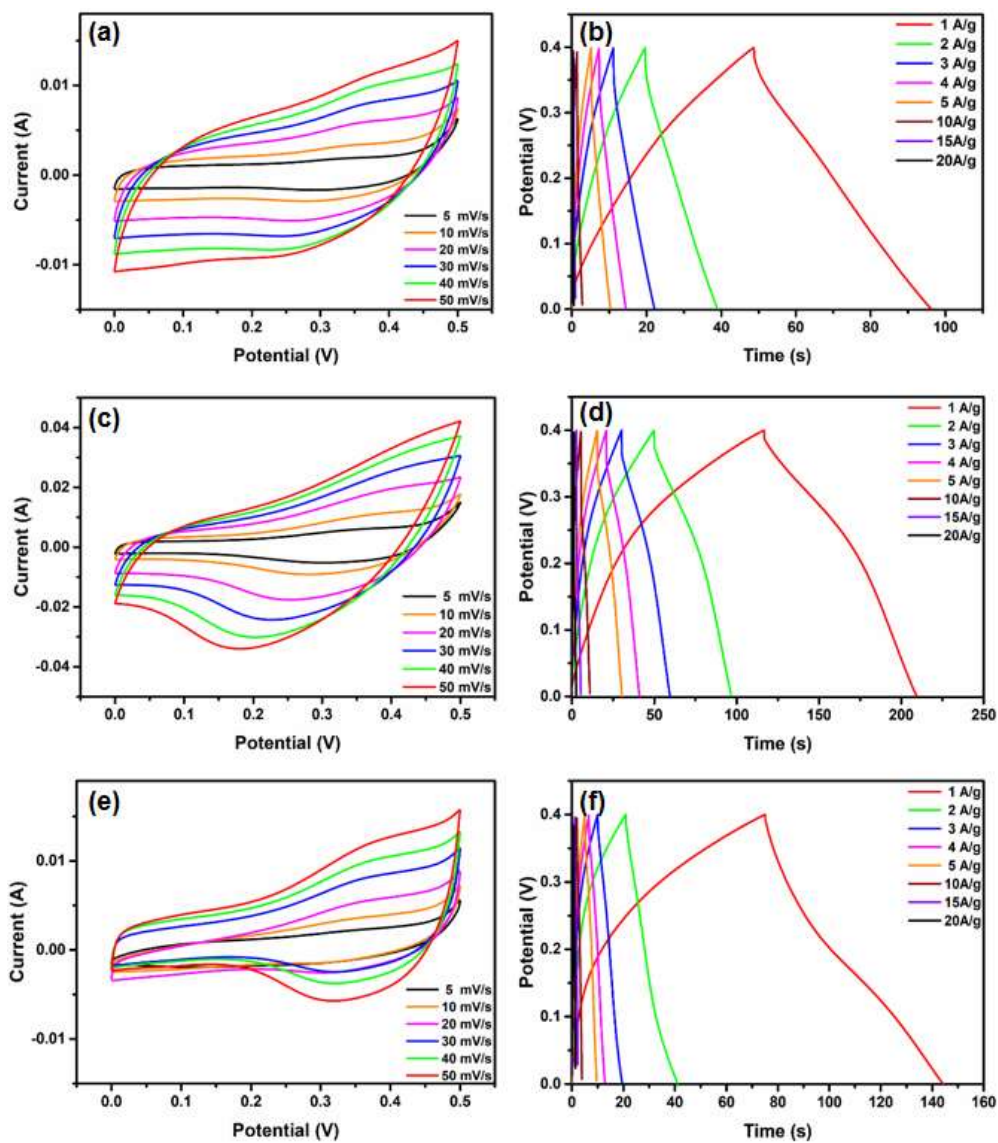 (a)
Current (A)
0.01
0.00
-0.01
5 mV/s
10 mV/s
20 mV/s
30 mV/s
40 mV/s
50 mV/s
0.0 0.1 0.2 0.3 0.4 0.5
Potential (V)
(b)
Potential (V)
0.4
0.3
0.2
0.1
0.0
1 A/g
2 A/g
3 A/g
4 A/g
5 A/g
10A/g
15A/g
20A/g
0 20 40 60 80 100
Time (s)
(c)
Current (A)
0.04
0.02
0.00
-0.02
-0.04
5 mV/s
10 mV/s
20 mV/s
30 mV/s
40 mV/s
50 mV/s
0.0 0.1 0.2 0.3 0.4 0.5
Potential (V)
(d)
Potential (V)
0.4
0.3
0.2
0.1
0.0
1 A/g
2 A/g
3 A/g
4 A/g
5 A/g
10A/g
15A/g
20A/g
0 50 100 150 200 250
Time (s)
(e)
Current (A)
0.01
0.00
-0.01
5 mV/s
10 mV/s
20 mV/s
30 mV/s
40 mV/s
50 mV/s
0.0 0.1 0.2 0.3 0.4 0.5
Potential (V)
(f)
Potential (V)
0.4
0.3
0.2
0.1
0.0
1 A/g
2 A/g
3 A/g
4 A/g
5 A/g
10A/g
15A/g
20A/g
0 20 40 60 80 100 120 140 160
Time (s)